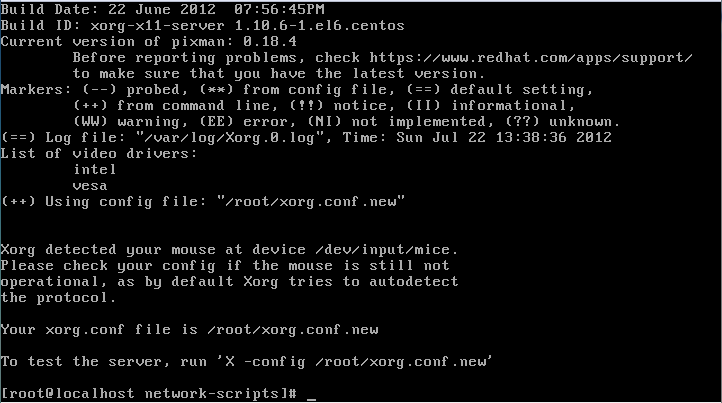 Build Date: 22 June 2012  07:56:45PM
Build ID: xorg-x11-server 1.10.6-1.el6.centos
Current version of pixman: 0.18.4
        Before reporting problems, check https://www.redhat.com/apps/support/
        to make sure that you have the latest version.
Markers: (--) probed, (**) from config file, (==) default setting,
        (++) from command line, (!!) notice, (II) informational,
        (WW) warning, (EE) error, (NI) not implemented, (??) unknown.
(==) Log file: "/var/log/Xorg.0.log", Time: Sun Jul 22 13:38:36 2012
List of video drivers:
        intel
        vesa
(++) Using config file: "/root/xorg.conf.new"
Xorg detected your mouse at device /dev/input/mice.
Please check your config if the mouse is still not
operational, as by default Xorg tries to autodetect
the protocol.
Your xorg.conf file is /root/xorg.conf.new
To test the server, run 'X -config /root/xorg.conf.new'
[root@localhost network-scripts]# _